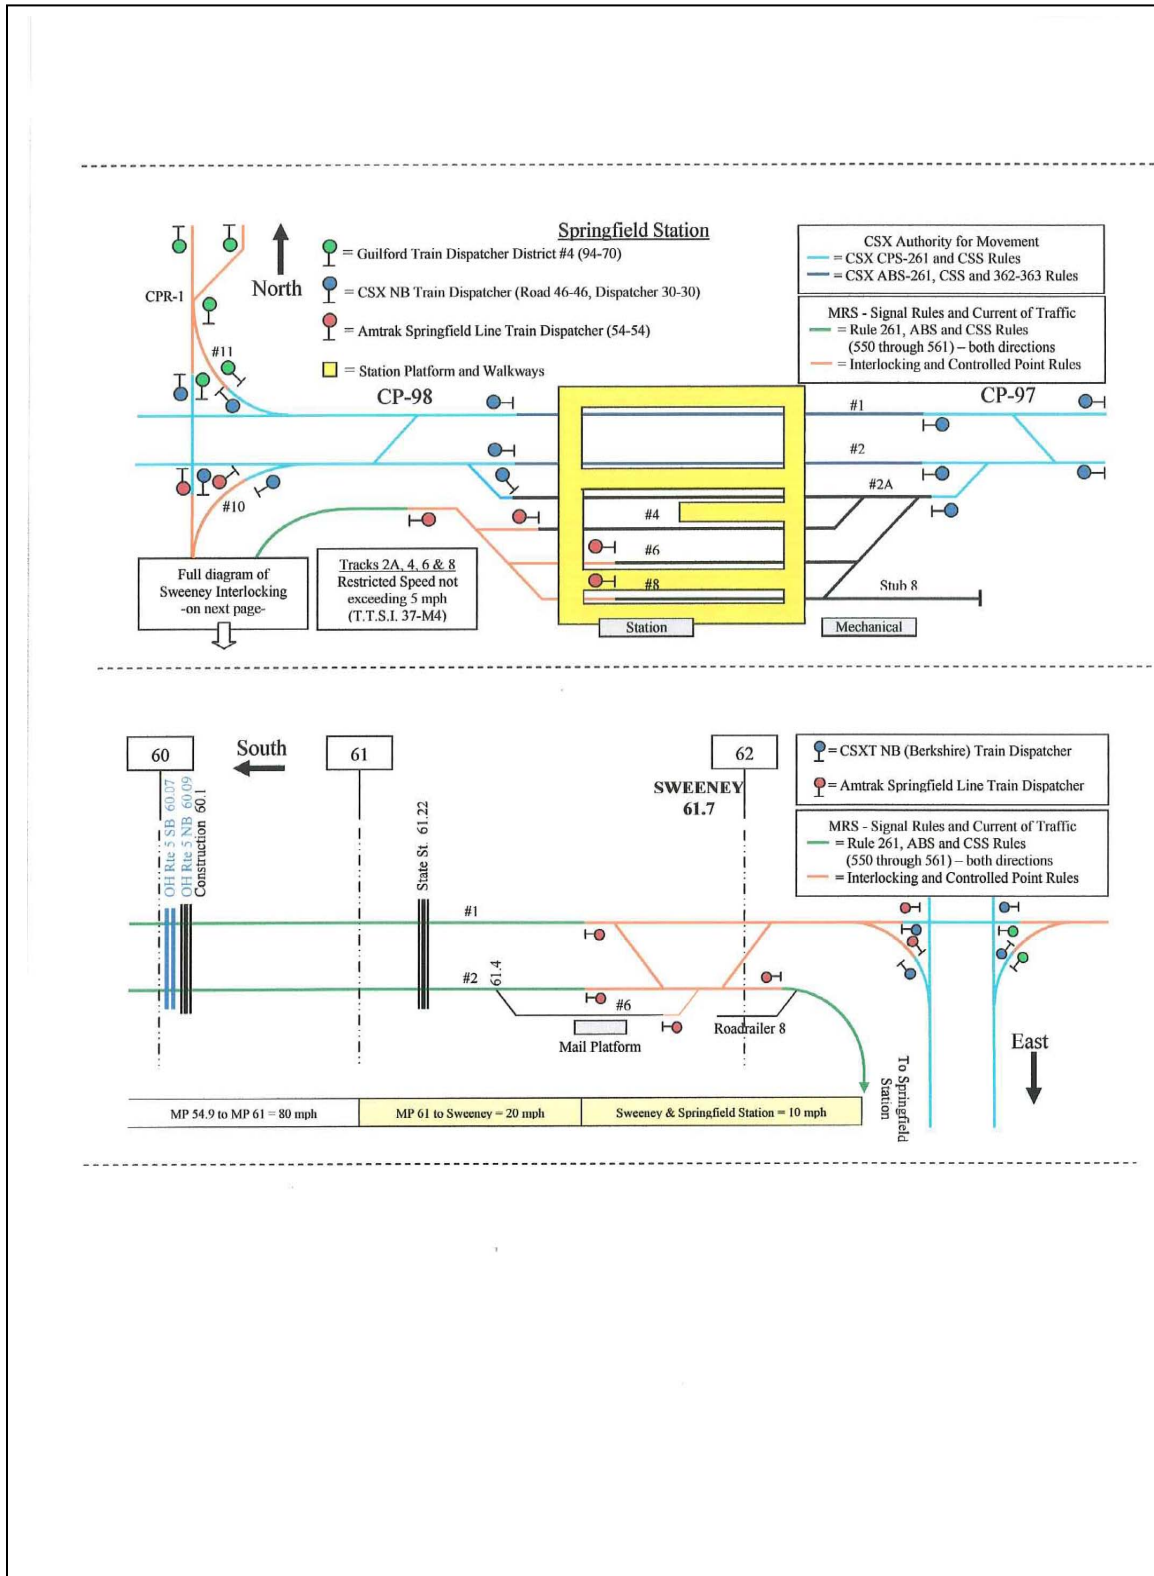 Springfield Station
= Guilford Train Dispatcher District #4 (94-70)
= CSX NB Train Dispatcher (Road 46-46, Dispatcher 30-30)
= Amtrak Springfield Line Train Dispatcher (54-54)
= Station Platform and Walkways
CSX Authority for Movement
= CSX CPS-261 and CSS Rules
= CSX ABS-261, CSS and 362-363 Rules
MRS - Signal Rules and Current of Traffic
= Rule 261, ABS and CSS Rules
(550 through 561) – both directions
= Interlocking and Controlled Point Rules
North
CPR-1
#11
CP-98
CP-97
#1
#2
#2A
#4
#6
#8
#10
Stub 8
Full diagram of
Sweeney Interlocking
-on next page-
Tracks 2A, 4, 6 & 8
Restricted Speed not
exceeding 5 mph
(T.T.S.I. 37-M4)
Station
Mechanical
60
South
61
62
SWEENEY
61.7
OH Rte 5 SB 60.07
OH Rte 5 NB 60.09
Construction 60.1
State St. 61.22
= CSXT NB (Berkshire) Train Dispatcher
= Amtrak Springfield Line Train Dispatcher
MRS - Signal Rules and Current of Traffic
= Rule 261, ABS and CSS Rules
(550 through 561) – both directions
= Interlocking and Controlled Point Rules
#1
#2
61.4
#6
Mail Platform
Roadrailer 8
To Springfield
Station
East
MP 54.9 to MP 61 = 80 mph
MP 61 to Sweeney = 20 mph
Sweeney & Springfield Station = 10 mph